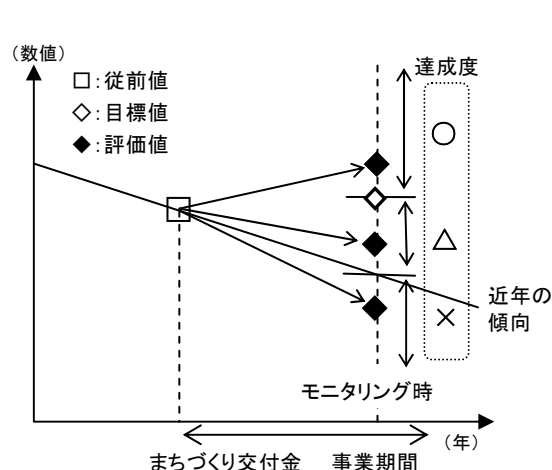 (数値)
□:従前値
◇:目標値
◆:評価値
達成度
○
△
×
近年の
傾向
モニタリング時
(年)
まちづくり交付金 事業期間